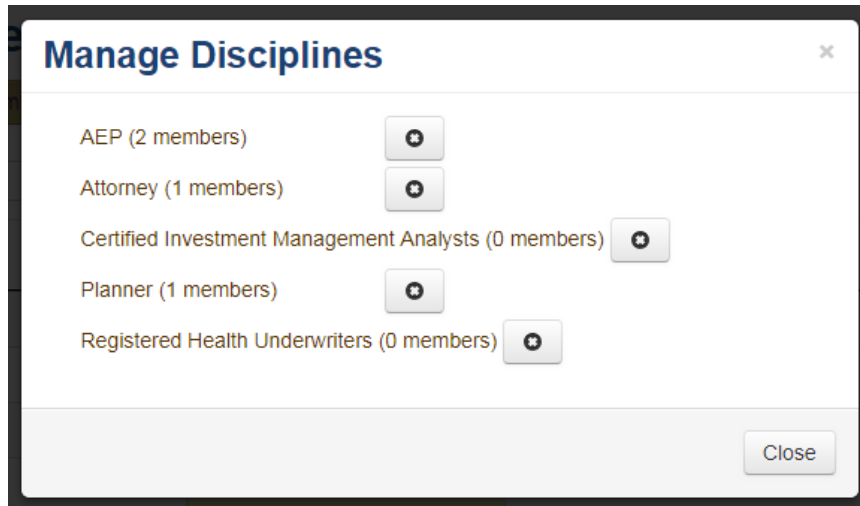 Manage Disciplines ×
AEP (2 members)
Attorney (1 members)
Certified Investment Management Analysts (0 members)
Planner (1 members)
Registered Health Underwriters (0 members)
Close